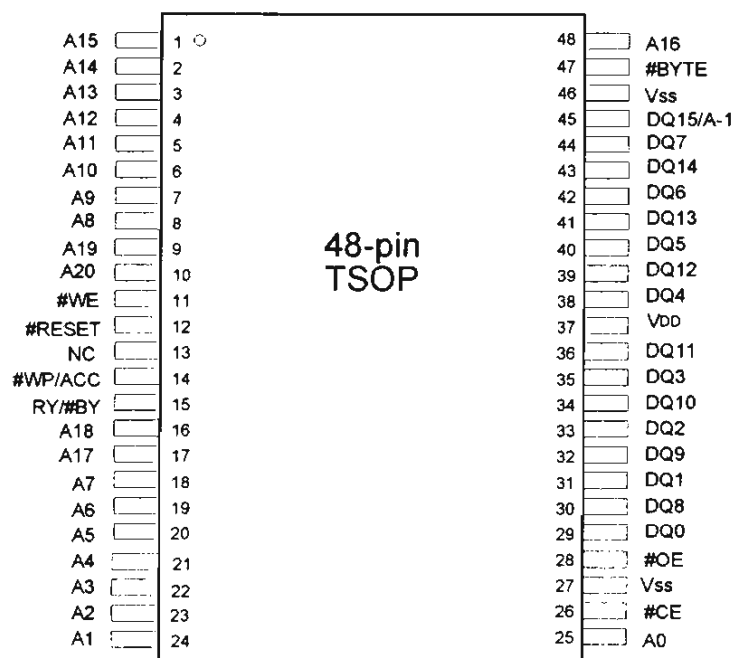 A15 1 48 A16
A14 2 47 #BYTE
A13 3 46 Vss
A12 4 45 DQ15/A-1
A11 5 44 DQ7
A10 6 43 DQ14
A9 7 42 DQ6
A8 8 41 DQ13
A19 9 40 DQ5
A20 10 39 DQ12
#WE 11 38 DQ4
#RESET 12 37 VDD
NC 13 36 DQ11
#WP/ACC 14 35 DQ3
RY/#BY 15 34 DQ10
A18 16 33 DQ2
A17 17 32 DQ9
A7 18 31 DQ1
A6 19 30 DQ8
A5 20 29 DQ0
A4 21 28 #OE
A3 22 27 Vss
A2 23 26 #CE
A1 24 25 A0
48-pin
TSOP